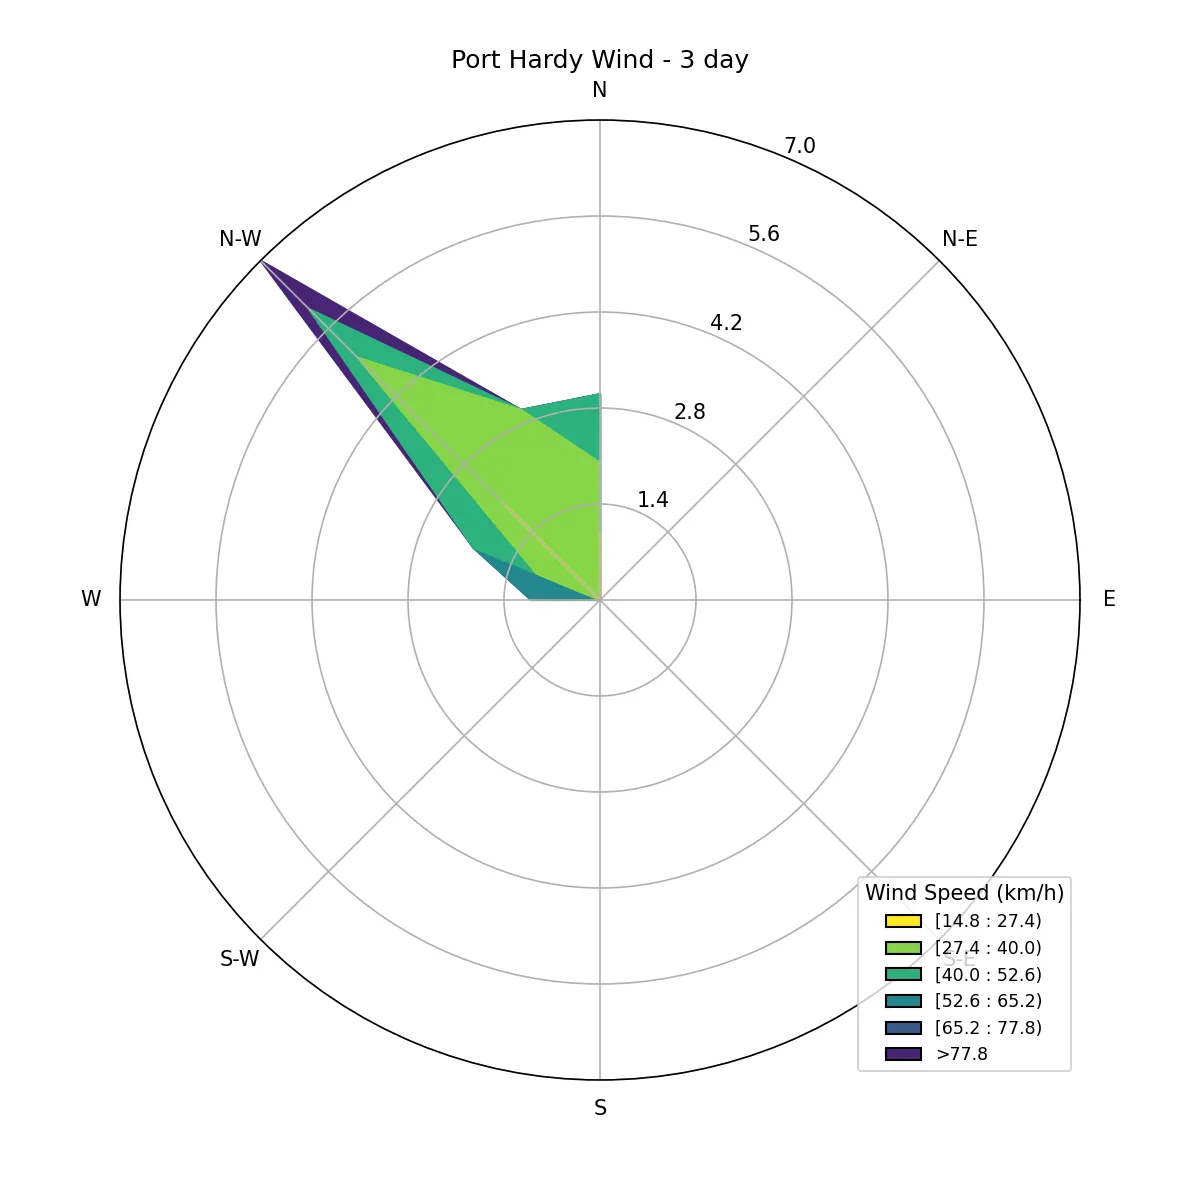 Port Hardy Wind - 3 day
N
7.0
N-W
5.6
N-E
4.2
2.8
1.4
W
E
Wind Speed (km/h)
[14.8 : 27.4)
[27.4 : 40.0)
[40.0 : 52.6)
[52.6 : 65.2)
[65.2 : 77.8)
>77.8
S-W
S-E
S